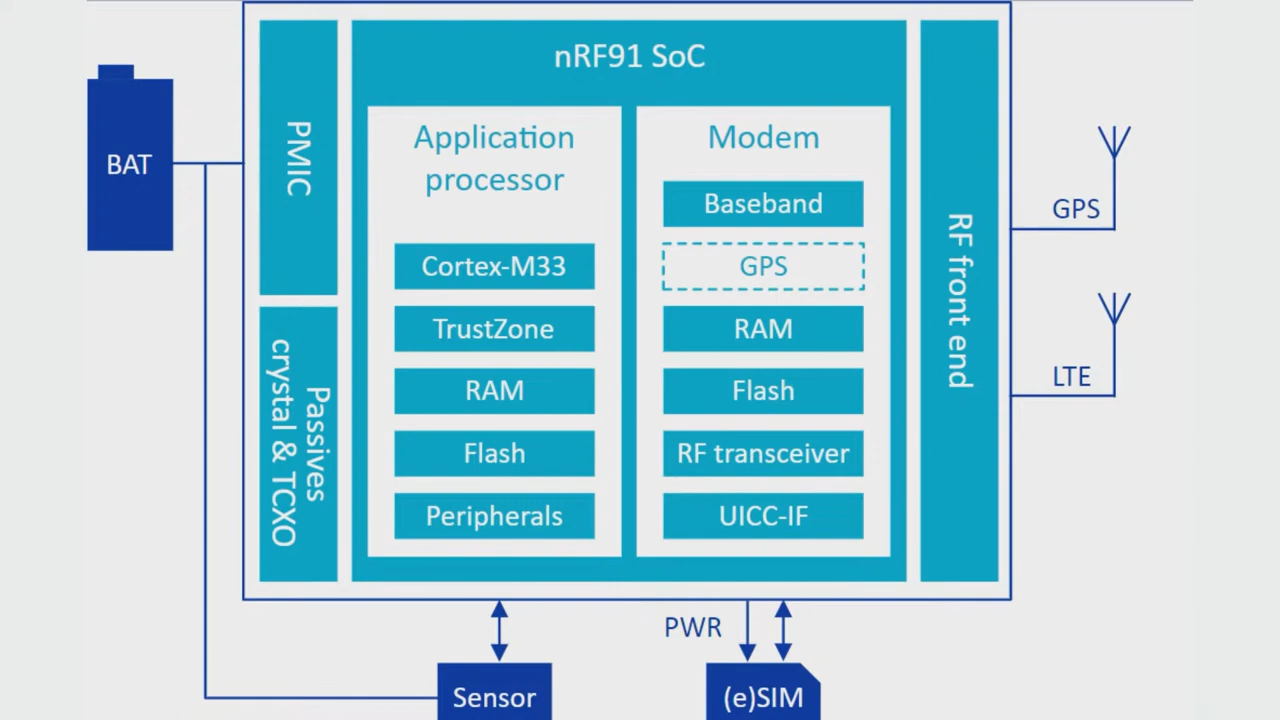 nRF91 SoC
BAT
PMIC
Passives
crystal & TCXO
Application
processor
Cortex-M33
TrustZone
RAM
Flash
Peripherals
Modem
Baseband
GPS
RAM
Flash
RF transceiver
UICC-IF
RF front end
GPS
LTE
PWR
Sensor
(e)SIM